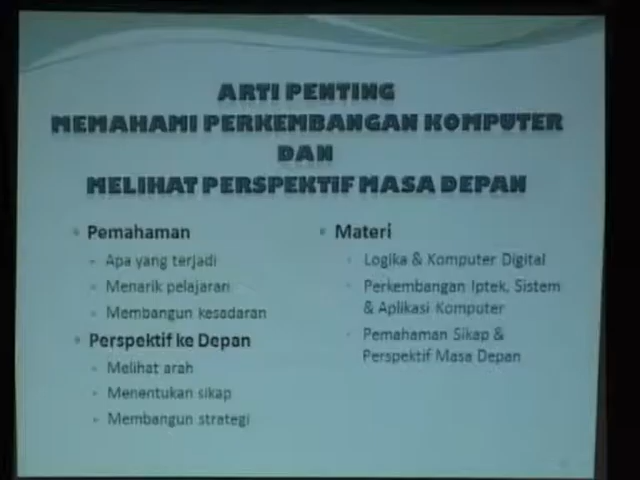 ARTI PENTING
MEMAHAMI PERKEMBANGAN KOMPUTER
DAN
MELIHAT PERSPEKTIF MASA DEPAN
Pemahaman
- Apa yang terjadi
- Menarik pelajaran
- Membangun kesadaran
Perspektif ke Depan
- Melihat arah
- Menentukan sikap
- Membangun strategi
Materi
Logika & Komputer Digital
Perkembangan Iptek, Sistem
& Aplikasi Komputer
Pemahaman Sikap &
Perspektif Masa Depan